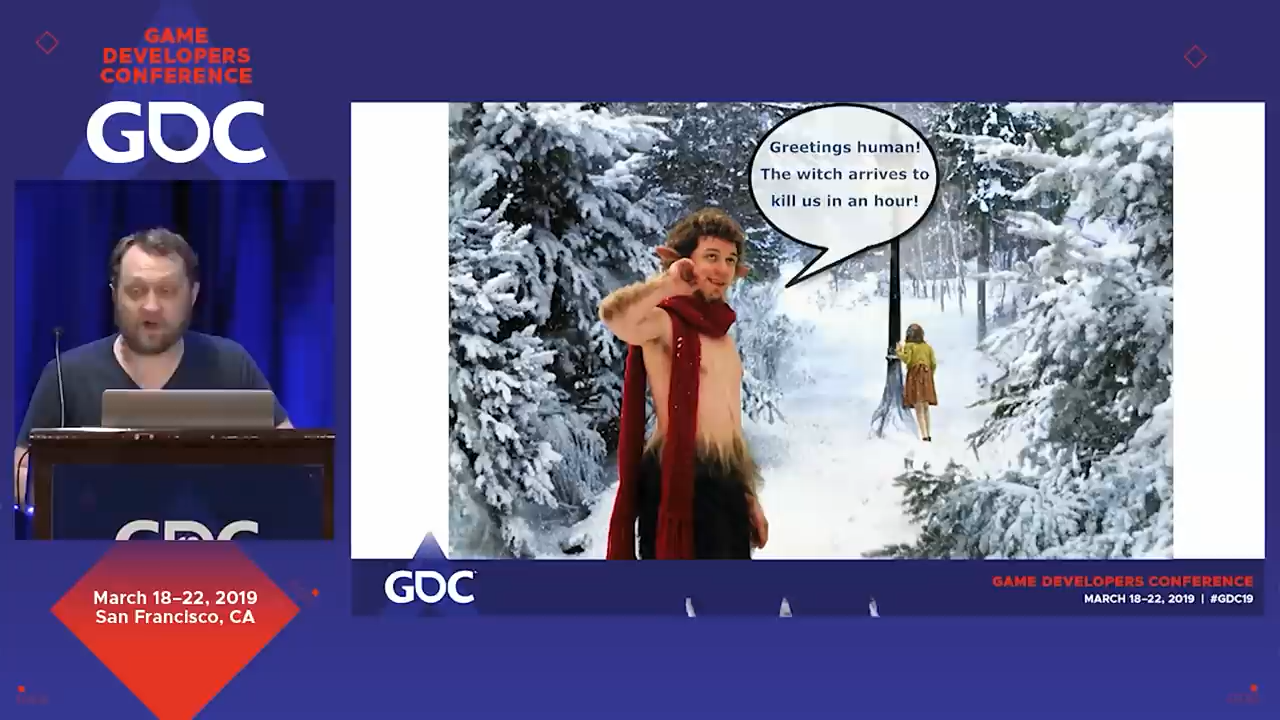 GAME
DEVELOPERS
CONFERENCE
GDC
Greetings human!
The witch arrives to
kill us in an hour!
GDC
March 18–22, 2019
San Francisco, CA
GDC
GAME DEVELOPERS CONFERENCE
MARCH 18–22, 2019 | #GDC19